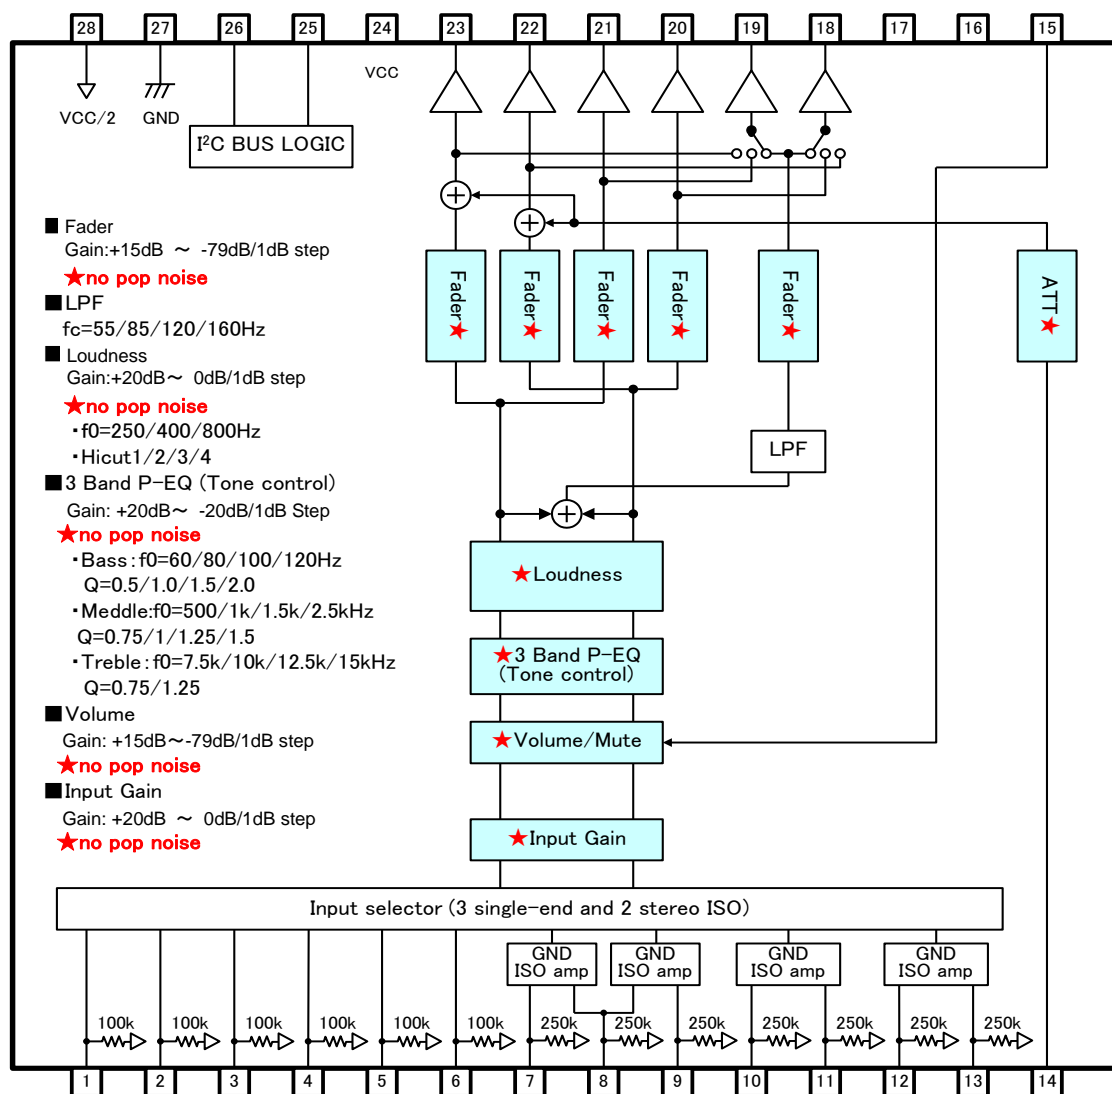 28 27 26 25 24 23 22 21 20 19 18 17 16 15
VCC/2
GND
I²C BUS LOGIC
VCC
■ Fader
Gain:+15dB ～ -79dB/1dB step
★no pop noise
■LPF
fc=55/85/120/160Hz
■ Loudness
Gain:+20dB～ 0dB/1dB step
★no pop noise
・f0=250/400/800Hz
・Hicut1/2/3/4
■3 Band P-EQ (Tone control)
Gain: +20dB～ -20dB/1dB Step
★no pop noise
・Bass:f0=60/80/100/120Hz
Q=0.5/1.0/1.5/2.0
・Meddle:f0=500/1k/1.5k/2.5kHz
Q=0.75/1/1.25/1.5
・Treble:f0=7.5k/10k/12.5k/15kHz
Q=0.75/1.25
■Volume
Gain: +15dB～-79dB/1dB step
★no pop noise
■Input Gain
Gain: +20dB ～ 0dB/1dB step
★no pop noise
Fader★
Fader★
Fader★
Fader★
Fader★
ATT★
LPF
★Loudness
★3 Band P-EQ
(Tone control)
★Volume/Mute
★Input Gain
Input selector (3 single-end and 2 stereo ISO)
GND
ISO amp
GND
ISO amp
GND
ISO amp
GND
ISO amp
100k 100k 100k 100k 100k 100k 250k 250k 250k 250k 250k 250k 250k
1 2 3 4 5 6 7 8 9 10 11 12 13 14